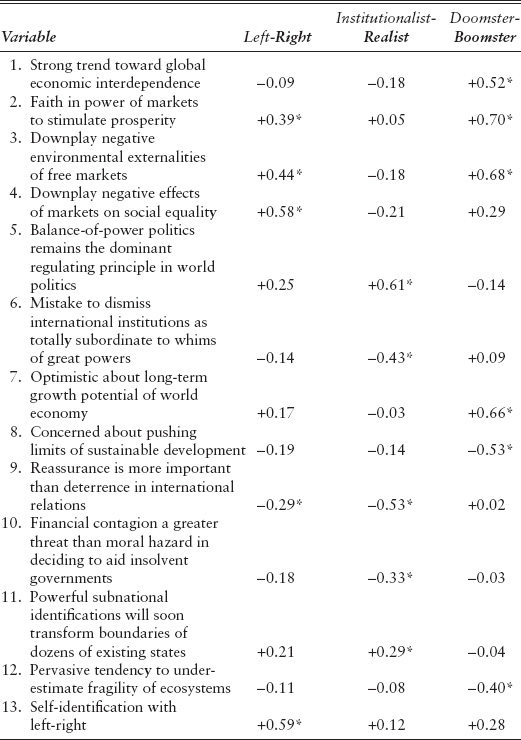 Institutionalist- Doomster-
Variable Left-Right Realist Boomster
1. Strong trend toward global
economic interdependence −0.09 −0.18 +0.52*
2. Faith in power of markets
to stimulate prosperity +0.39* +0.05 +0.70*
3. Downplay negative
environmental externalities
of free markets +0.44* −0.18 +0.68*
4. Downplay negative effects
of markets on social equality +0.58* −0.21 +0.29
5. Balance-of-power politics
remains the dominant
regulating principle in world
politics +0.25 +0.61* −0.14
6. Mistake to dismiss
international institutions as
totally subordinate to whims
of great powers −0.14 −0.43* +0.09
7. Optimistic about long-term
growth potential of world
economy +0.17 −0.03 +0.66*
8. Concerned about pushing
limits of sustainable development −0.19 −0.14 −0.53*
9. Reassurance is more important
than deterrence in international
relations −0.29* −0.53* +0.02
10. Financial contagion a greater
threat than moral hazard in
deciding to aid insolvent
governments −0.18 −0.33* −0.03
11. Powerful subnational
identifications will soon
transform boundaries of
dozens of existing states +0.21 +0.29* −0.04
12. Pervasive tendency to under-
estimate fragility of ecosystems −0.11 −0.08 −0.40*
13. Self-identification with
left-right +0.59* +0.12 +0.28